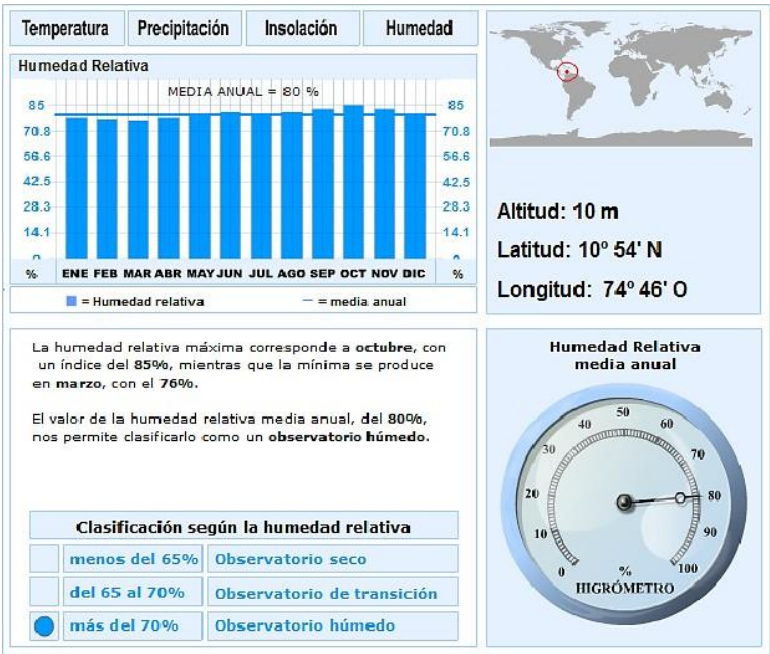 Temperatura Precipitación Insolación Humedad
Humedad Relativa
MEDIA ANUAL = 80 %
85 85
70.8 70.8
56.6 56.6
42.5 42.5
28.3 28.3
14.1 14.1
0 0
% ENE FEB MAR ABR MAY JUN JUL AGO SEP OCT NOV DIC %
= Humedad relativa = media anual
Altitud: 10 m
Latitud: 10º 54' N
Longitud: 74º 46' O
La humedad relativa máxima corresponde a octubre, con
un índice del 85%, mientras que la mínima se produce
en marzo, con el 76%.
El valor de la humedad relativa media anual, del 80%,
nos permite clasificarlo como un observatorio húmedo.
Clasificación según la humedad relativa
menos del 65% Observatorio seco
del 65 al 70% Observatorio de transición
más del 70% Observatorio húmedo
Humedad Relativa
media anual
0 10 20 30 40 50 60 70 80 90 100
%
HIGRÓMETRO